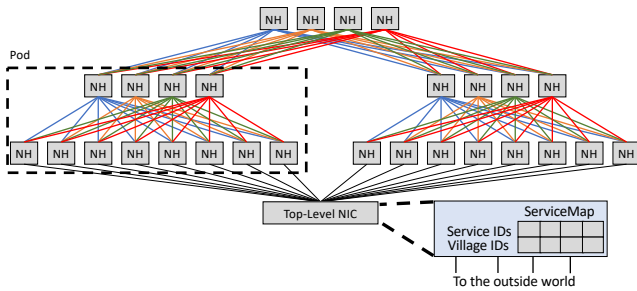 NH NH NH NH
Pod
NH NH NH NH NH NH NH NH
NH NH NH NH NH NH NH NH NH NH NH NH NH NH NH NH
Top-Level NIC
ServiceMap
Service IDs
Village IDs
To the outside world